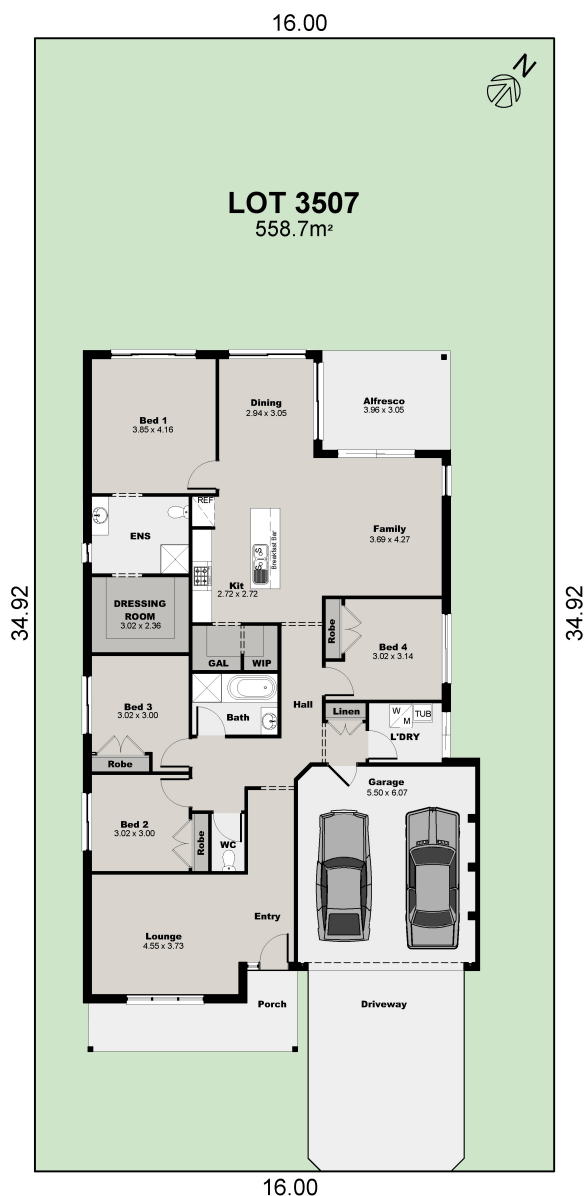 16.00
N
LOT 3507
558.7m²
Dining
2.94 x 3.05
Alfresco
3.96 x 3.05
Bed 1
3.85 x 4.16
REF
ENS
Family
3.69 x 4.27
Breakfast Bar
Kit
2.72 x 2.72
34.92
34.92
DRESSING
ROOM
3.02 x 2.36
Robe
Bed 4
3.02 x 3.14
GAL
WIP
Bed 3
3.02 x 3.00
Hall
Bath
Linen
W
M
TUB
L'DRY
Robe
Garage
5.50 x 6.07
Bed 2
3.02 x 3.00
Robe
WC
Entry
Lounge
4.55 x 3.73
Porch
Driveway
16.00